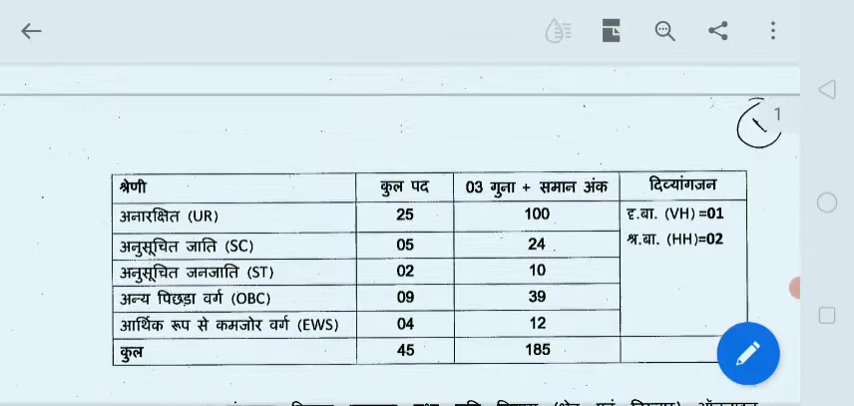 1
श्रेणी कुल पद 03 गुना + समान अंक दिव्यांगजन
अनारक्षित (UR) 25 100 दृ.बा. (VH) =01
अनुसूचित जाति (SC) 05 24 श्र.बा. (HH)=02
अनुसूचित जनजाति (ST) 02 10
अन्य पिछड़ा वर्ग (OBC) 09 39
आर्थिक रूप से कमजोर वर्ग (EWS) 04 12
कुल 45 185